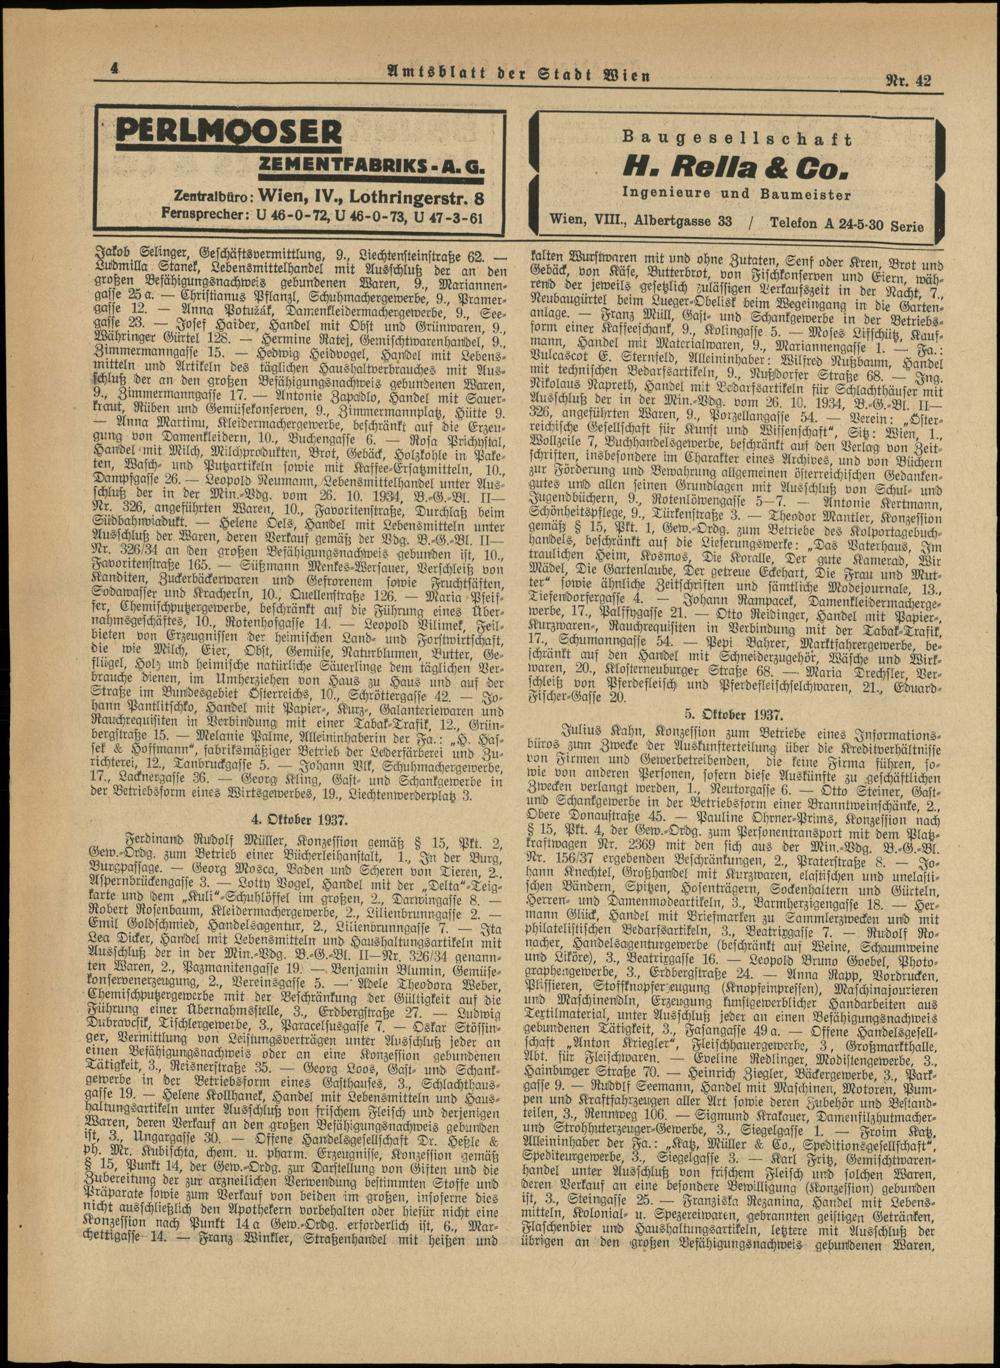 4
Amtsblatt der Stadt Wien
Nr. 42
PERLMOOSER
ZEMENTFABRIKS-A.G.
Zentralbüro: Wien, IV., Lothringerstr. 8
Fernsprecher: U 46-0-72, U 46-0-73, U 47-3-61
Baugesellschaft
H. Rella & Co.
Ingenieure und Baumeister
Wien, VIII., Albertgasse 33 / Telefon A 24-5-30 Serie
Jakob Selinger, Geschäftsvermittlung, 9., Liechtensteinstraße 62. —
Ludmilla Stanek, Lebensmittelhandel mit Ausschluß der an den
großen Befähigungsnachweis gebundenen Waren, 9., Mariannen-
gasse 25 a. — Christianus Pflanzl, Schuhmachergewerbe, 9., Pramer-
gasse 12. — Anna Potužák, Damenkleidermachergewerbe, 9., See-
gasse 23. — Josef Haider, Handel mit Obst und Grünwaren, 9.,
Währinger Gürtel 128. — Hermine Ratej, Gemischtwarenhandel, 9.,
Zimmermanngasse 15. — Hedwig Heidvogel, Handel mit Lebens-
mitteln und Artikeln des täglichen Haushaltverbrauches mit Aus-
schluß der an den großen Befähigungsnachweis gebundenen Waren,
9., Zimmermanngasse 17. — Antonie Zapadlo, Handel mit Sauer-
kraut, Rüben und Gemüsekonserven, 9., Zimmermannplatz, Hütte 9.
— Anna Martinu, Kleidermachergewerbe, beschränkt auf die Erzeu-
gung von Damenkleidern, 10., Buchengasse 6. — Rosa Prichystal,
Handel mit Milch, Milchprodukten, Brot, Gebäck, Holzkohle in Pake-
ten, Wasch- und Putzartikeln sowie mit Kaffee-Ersatzmitteln, 10.,
Dampfgasse 26. — Leopold Neumann, Lebensmittelhandel unter Aus-
schluß der in der Min.-Vdg. vom 26. 10. 1934, B.-G.-Bl. II—
Nr. 326, angeführten Waren, 10., Favoritenstraße, Durchlaß beim
Südbahnviadukt. — Helene Oels, Handel mit Lebensmitteln unter
Ausschluß der Waren, deren Verkauf gemäß der Vdg. B.-G.-Bl. II—
Nr. 326/34 an den großen Befähigungsnachweis gebunden ist, 10.,
Favoritenstraße 165. — Süßmann Menkes-Versauer, Verschleiß von
Kanditen, Zuckerbäckerwaren und Gefrorenem sowie Fruchtsäften,
Sodawasser und Kracherln, 10., Quellenstraße 126. — Maria Pfeif-
fer, Chemischputzergewerbe, beschränkt auf die Führung eines Über-
nahmsgeschäftes, 10., Rotenhofgasse 14. — Leopold Vilimek, Feil-
bieten von Erzeugnissen der heimischen Land- und Forstwirtschaft,
die wie Milch, Eier, Obst, Gemüse, Naturblumen, Butter, Ge-
flügel, Holz und heimische natürliche Säuerlinge dem täglichen Ver-
brauche dienen, im Umherziehen von Haus zu Haus und auf der
Straße im Bundesgebiet Österreichs, 10., Schröttergasse 42. — Jo-
hann Pantlitschko, Handel mit Papier-, Kurz-, Galanteriewaren und
Rauchrequisiten in Verbindung mit einer Tabak-Trafik, 12., Grün-
bergstraße 15. — Melanie Palme, Alleininhaberin der Fa.: „H. Haf-
sek & Hoffmann“, fabriksmäßiger Betrieb der Lederfärberei und Zu-
richterei, 12., Tanbruckgasse 5. — Johann Vlk, Schuhmachergewerbe,
17., Lacknergasse 36. — Georg Kling, Gast- und Schankgewerbe in
der Betriebsform eines Wirtsgewerbes, 19., Liechtenwerderplatz 3.
4. Oktober 1937.
Ferdinand Rudolf Müller, Konzession gemäß § 15, Pkt. 2,
Gew.-Ordg. zum Betrieb einer Bücherleihanstalt, 1., In der Burg,
Burgpassage. — Georg Mosca, Baden und Scheren von Tieren, 2.,
Aspernbrückengasse 3. — Lotty Vogel, Handel mit der „Delta“-Teig-
karte und dem „Kuli“-Schuhlöffel im großen, 2., Darwingasse 8. —
Robert Rosenbaum, Kleidermachergewerbe, 2., Lilienbrunngasse 2. —
Emil Goldschmied, Handelsagentur, 2., Lilienbrunngasse 7. — Ita
Lea Dicker, Handel mit Lebensmitteln und Haushaltungsartikeln mit
Ausschluß der in der Min.-Vdg. B.-G.-Bl. II—Nr. 326/34 genann-
ten Waren, 2., Pazmanitengasse 19. — Benjamin Blumin, Gemüse-
konservenerzeugung, 2., Vereinsgasse 5. — Adele Theodora Weber,
Chemischputzergewerbe mit der Beschränkung der Gültigkeit auf die
Führung einer Übernahmsstelle, 3., Erdbergstraße 27. — Ludwig
Dubravcsik, Tischlergewerbe, 3., Paracelsusgasse 7. — Oskar Stössin-
ger, Vermittlung von Leistungsverträgen unter Ausschluß jeder an
einen Befähigungsnachweis oder an eine Konzession gebundenen
Tätigkeit, 3., Reisnerstraße 35. — Georg Loos, Gast- und Schank-
gewerbe in der Betriebsform eines Gasthauses, 3., Schlachthaus-
gasse 19. — Helene Kollhanek, Handel mit Lebensmitteln und Haus-
haltungsartikeln unter Ausschluß von frischem Fleisch und derjenigen
Waren, deren Verkauf an den großen Befähigungsnachweis gebunden
ist, 3., Ungargasse 30. — Offene Handelsgesellschaft Dr. Heßle &
ph. Mr. Kubischta, chem. u. pharm. Erzeugnisse, Konzession gemäß
§ 15, Punkt 14, der Gew.-Ordg. zur Darstellung von Giften und die
Zubereitung der zur arzneilichen Verwendung bestimmten Stoffe und
Präparate sowie zum Verkauf von beiden im großen, insoferne dies
nicht ausschließlich den Apothekern vorbehalten oder hiefür nicht eine
Konzession nach Punkt 14 a Gew.-Ordg. erforderlich ist, 6., Mar-
chettigasse 14. — Franz Winkler, Straßenhandel mit heißen und
kalten Wurstwaren mit und ohne Zutaten, Senf oder Kren, Brot und
Gebäck, von Käse, Butterbrot, von Fischkonserven und Eiern, wäh-
rend der jeweils gesetzlich zulässigen Verkaufszeit in der Nacht, 7.,
Neubaugürtel beim Lueger-Obelisk beim Wegeingang in die Garten-
anlage. — Franz Müll, Gast- und Schankgewerbe in der Betriebs-
form einer Kaffeeschank, 9., Kolingasse 5. — Moses Lifschütz, Kauf-
mann, Handel mit Materialwaren, 9., Mariannengasse 1. — Fa.:
Vulcascot E. Sternfeld, Alleininhaber: Wilfred Nußbaum, Handel
mit technischen Bedarfsartikeln, 9., Nußdorfer Straße 68. — Ing.
Nikolaus Napreth, Handel mit Bedarfsartikeln für Schlachthäuser mit
Ausschluß der in der Min.-Vdg. vom 26. 10. 1934, B.-G.-Bl. II—
326, angeführten Waren, 9., Porzellangasse 54. — Verein: „Öster-
reichische Gesellschaft für Kunst und Wissenschaft“, Sitz: Wien, 1.,
Wollzeile 7, Buchhandelsgewerbe, beschränkt auf den Verlag von Zeit-
schriften, insbesondere im Charakter eines Archives, und von Büchern
zur Förderung und Bewahrung allgemeinen österreichischen Gedanken-
gutes und allen seinen Grundlagen mit Ausschluß von Schul- und
Jugendbüchern, 9., Rotenlöwengasse 5—7. — Antonie Kertmann,
Schönheitspflege, 9., Türkenstraße 3. — Theodor Mantler, Konzession
gemäß § 15, Pkt. 1, Gew.-Ordg. zum Betriebe des Kolportagebuch-
handels, beschränkt auf die Lieferungswerke: „Das Vaterhaus, Im
traulichen Heim, Kosmos, Die Koralle, Der gute Kamerad, Wir
Mädel, Die Gartenlaube, Der getreue Eckehart, Die Frau und Mut-
ter“ sowie ähnliche Zeitschriften und sämtliche Modejournale, 13.,
Tiefendorfergasse 4. — Johann Rampacek, Damenkleidermacherge-
werbe, 17., Palffygasse 21. — Otto Reidinger, Handel mit Papier-,
Kurzwaren-, Rauchrequisiten in Verbindung mit der Tabak-Trafik,
17., Schumanngasse 54. — Pepi Bahrer, Marktfahrergewerbe, be-
schränkt auf den Handel mit Schneiderzugehör, Wäsche und Wirk-
waren, 20., Klosterneuburger Straße 68. — Maria Drechsler, Ver-
schleiß von Pferdefleisch und Pferdefleischselchwaren, 21., Eduard-
Fischer-Gasse 20.
5. Oktober 1937.
Julius Kahn, Konzession zum Betriebe eines Informations-
büros zum Zwecke der Auskunfterteilung über die Kreditverhältnisse
von Firmen und Gewerbetreibenden, die keine Firma führen, so-
wie von anderen Personen, sofern diese Auskünfte zu geschäftlichen
Zwecken verlangt werden, 1., Neutorgasse 6. — Otto Steiner, Gast-
und Schankgewerbe in der Betriebsform einer Branntweinschänke, 2.,
Obere Donaustraße 45. — Pauline Ohrner-Prims, Konzession nach
§ 15, Pkt. 4, der Gew.-Ordg. zum Personentransport mit dem Platz-
kraftwagen Nr. 2369 mit den sich aus der Min.-Vdg. B.-G.-Bl.
Nr. 156/37 ergebenden Beschränkungen, 2., Praterstraße 8. — Jo-
hann Knechtel, Großhandel mit Kurzwaren, elastischen und unelasti-
schen Bändern, Spitzen, Hosenträgern, Sockenhaltern und Gürteln,
Herren- und Damenmodeartikeln, 3., Barmherzigengasse 18. — Her-
mann Glück, Handel mit Briefmarken zu Sammlerzwecken und mit
philatelistischen Bedarfsartikeln, 3., Beatrixgasse 7. — Rudolf Ro-
nacher, Handelsagenturgewerbe (beschränkt auf Weine, Schaumweine
und Liköre), 3., Beatrixgasse 16. — Leopold Bruno Goebel, Photo-
graphengewerbe, 3., Erdbergstraße 24. — Anna Rapp, Vordrucken,
Plissieren, Stoffknopferzeugung (Knopfeinpressen), Maschinajourieren
und Maschinendln, Erzeugung kunstgewerblicher Handarbeiten aus
Textilmaterial, unter Ausschluß jeder an einen Befähigungsnachweis
gebundenen Tätigkeit, 3., Fasangasse 49 a. — Offene Handelsgesell-
schaft „Anton Kriegler“, Fleischhauergewerbe, 3., Großmarkthalle,
Abt. für Fleischwaren. — Eveline Redlinger, Modistengewerbe, 3.,
Hainburger Straße 70. — Heinrich Ziegler, Bäckergewerbe, 3., Park-
gasse 9. — Rudolf Seemann, Handel mit Maschinen, Motoren, Pum-
pen und Kraftfahrzeugen aller Art sowie deren Zubehör und Bestand-
teilen, 3., Rennweg 106. — Sigmund Krakauer, Damenfilzhutmacher-
und Strohhuterzeuger-Gewerbe, 3., Siegelgasse 1. — Froim Katz,
Alleininhaber der Fa.: „Katz, Müller & Co., Speditionsgesellschaft“,
Spediteurgewerbe, 3., Siegelgasse 3. — Karl Fritz, Gemischtwaren-
handel unter Ausschluß von frischem Fleisch und solchen Waren,
deren Verkauf an eine besondere Bewilligung (Konzession) gebunden
ist, 3., Steingasse 25. — Franziska Rezanina, Handel mit Lebens-
mitteln, Kolonial- u. Spezereiwaren, gebrannten geistigen Getränken,
Flaschenbier und Haushaltungsartikeln, letztere mit Ausschluß der
übrigen an den großen Befähigungsnachweis gebundenen Waren,